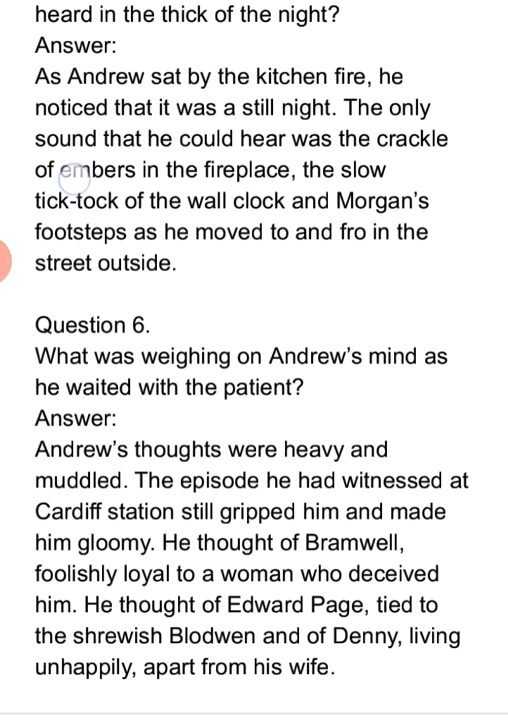 heard in the thick of the night?
Answer:
As Andrew sat by the kitchen fire, he
noticed that it was a still night. The only
sound that he could hear was the crackle
of embers in the fireplace, the slow
tick-tock of the wall clock and Morgan's
footsteps as he moved to and fro in the
street outside.
Question 6.
What was weighing on Andrew's mind as
he waited with the patient?
Answer:
Andrew's thoughts were heavy and
muddled. The episode he had witnessed at
Cardiff station still gripped him and made
him gloomy. He thought of Bramwell,
foolishly loyal to a woman who deceived
him. He thought of Edward Page, tied to
the shrewish Blodwen and of Denny, living
unhappily, apart from his wife.